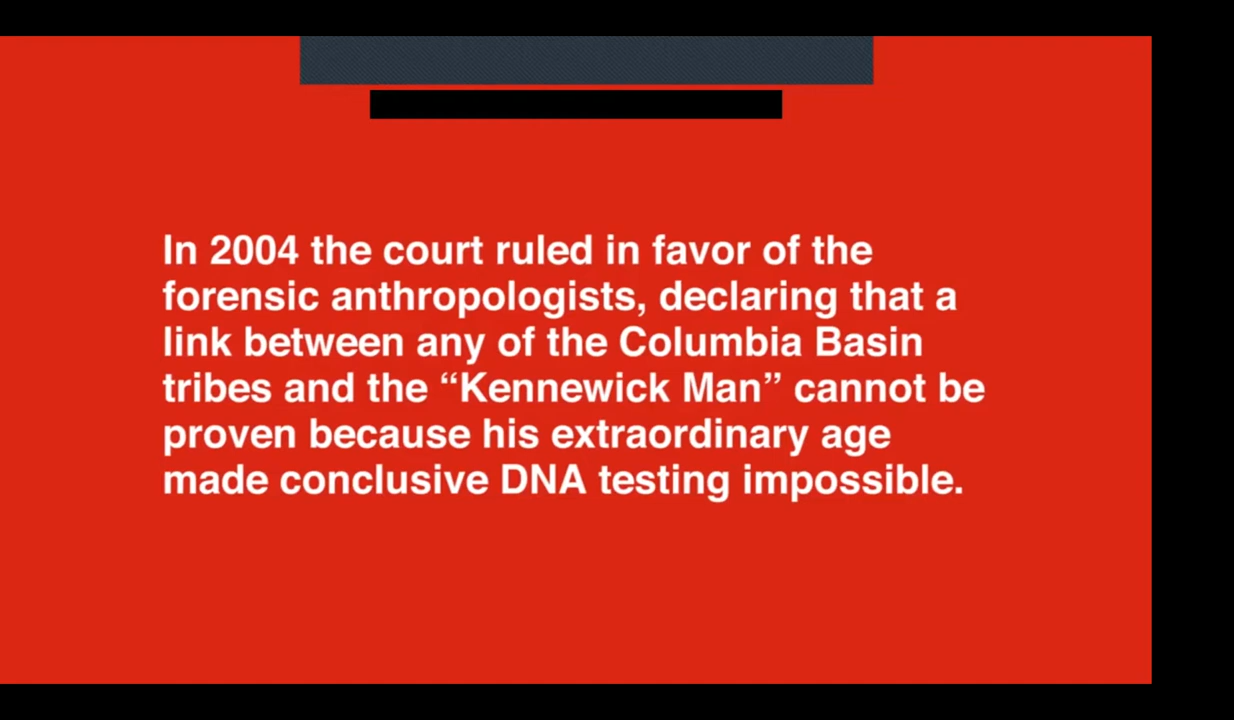 In 2004 the court ruled in favor of the
forensic anthropologists, declaring that a
link between any of the Columbia Basin
tribes and the “Kennewick Man” cannot be
proven because his extraordinary age
made conclusive DNA testing impossible.